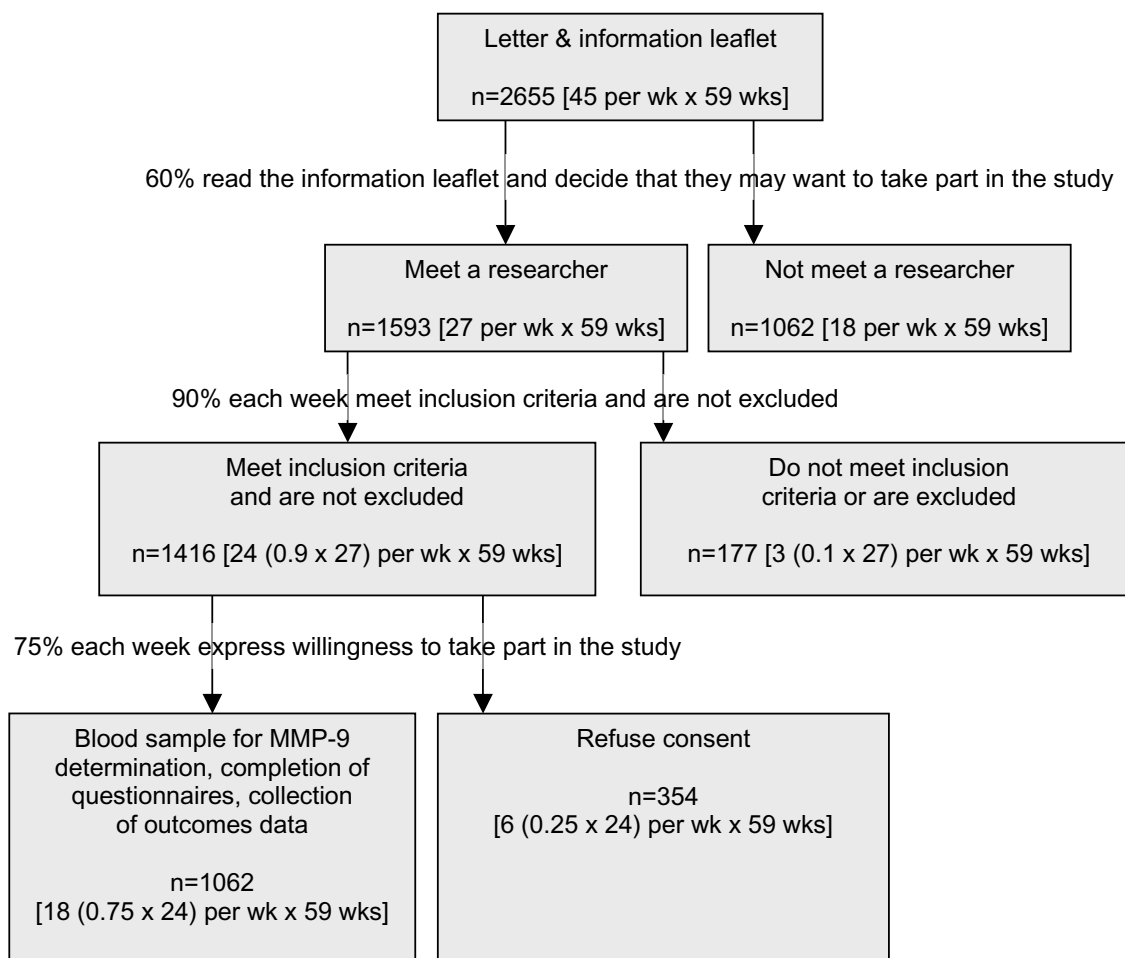 Letter & information leaflet
n=2655 [45 per wk x 59 wks]
60% read the information leaflet and decide that they may want to take part in the study
Meet a researcher
n=1593 [27 per wk x 59 wks]
Not meet a researcher
n=1062 [18 per wk x 59 wks]
90% each week meet inclusion criteria and are not excluded
Meet inclusion criteria
and are not excluded
n=1416 [24 (0.9 x 27) per wk x 59 wks]
Do not meet inclusion
criteria or are excluded
n=177 [3 (0.1 x 27) per wk x 59 wks]
75% each week express willingness to take part in the study
Blood sample for MMP-9
determination, completion of
questionnaires, collection
of outcomes data
n=1062
[18 (0.75 x 24) per wk x 59 wks]
Refuse consent
n=354
[6 (0.25 x 24) per wk x 59 wks]